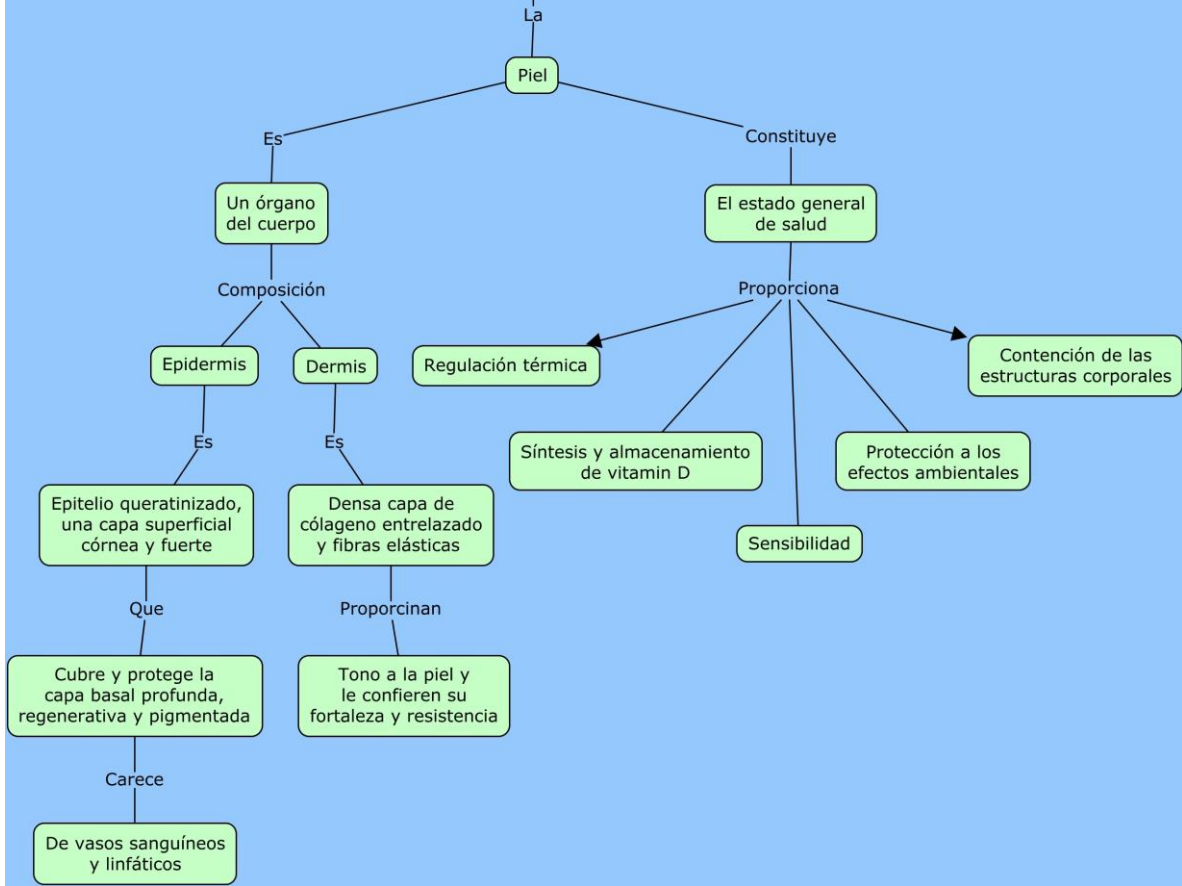 La
Piel
Es
Constituye
Un órgano
del cuerpo
El estado general
de salud
Composición
Proporciona
Epidermis
Dermis
Regulación térmica
Contención de las
estructuras corporales
Es
Es
Síntesis y almacenamiento
de vitamin D
Protección a los
efectos ambientales
Epitelio queratinizado,
una capa superficial
córnea y fuerte
Densa capa de
cólageno entrelazado
y fibras elásticas
Sensibilidad
Que
Proporcinan
Cubre y protege la
capa basal profunda,
regenerativa y pigmentada
Tono a la piel y
le confieren su
fortaleza y resistencia
Carece
De vasos sanguíneos
y linfáticos